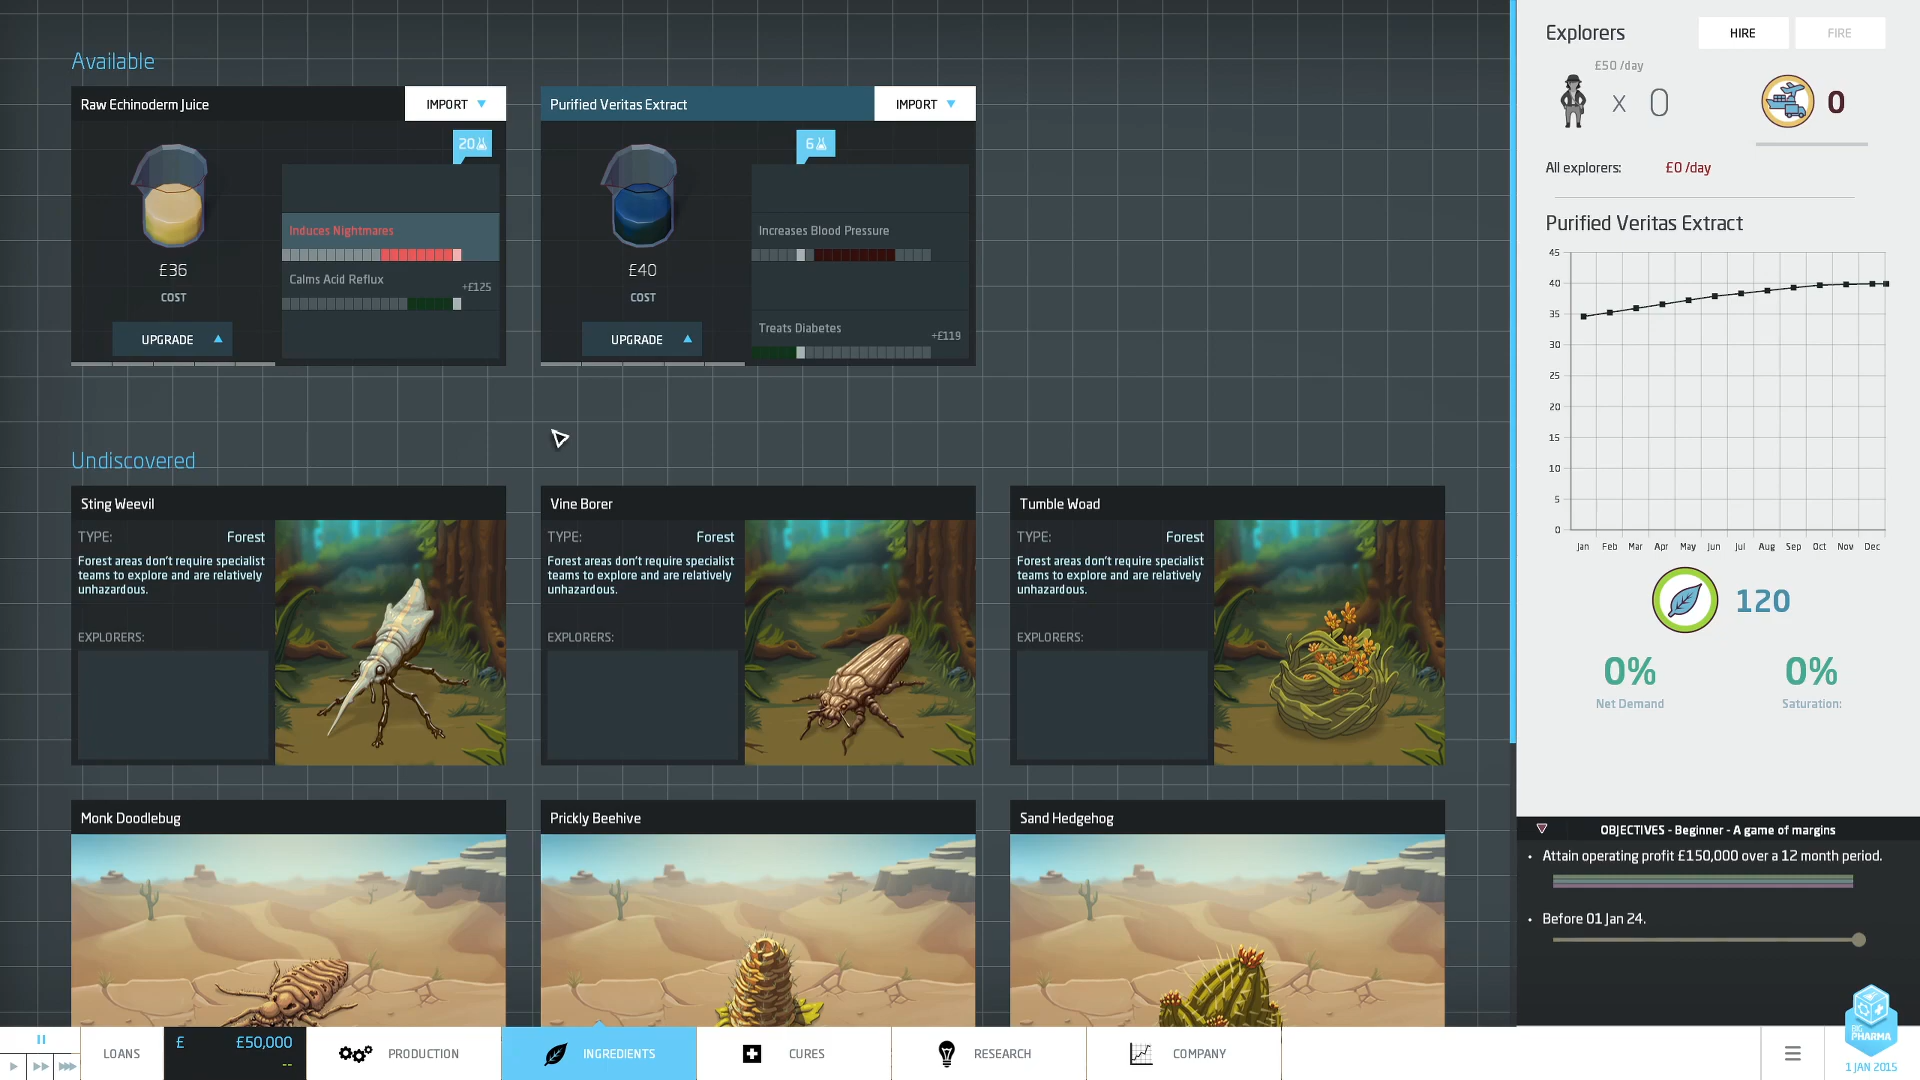 Available
Raw Echinoderm Juice
IMPORT
20
£36
COST
UPGRADE
Induces Nightmares
Calms Acid Reflux
+£125
Purified Veritas Extract
IMPORT
6
£40
COST
UPGRADE
Increases Blood Pressure
Treats Diabetes
+£119
Undiscovered
Sting Weevil
TYPE: Forest
Forest areas don't require specialist
teams to explore and are relatively
unhazardous.
EXPLORERS:
Vine Borer
TYPE: Forest
Forest areas don't require specialist
teams to explore and are relatively
unhazardous.
EXPLORERS:
Tumble Woad
TYPE: Forest
Forest areas don't require specialist
teams to explore and are relatively
unhazardous.
EXPLORERS:
Monk Doodlebug
Prickly Beehive
Sand Hedgehog
Explorers
HIRE
FIRE
£50 /day
X 0
0
All explorers: £0 /day
Purified Veritas Extract
45
40
35
30
25
20
15
10
5
0
Jan Feb Mar Apr May Jun Jul Aug Sep Oct Nov Dec
120
0%
Net Demand
0%
Saturation:
OBJECTIVES - Beginner - A game of margins
• Attain operating profit £150,000 over a 12 month period.
• Before 01 Jan 24.
LOANS
£ £50,000
--
PRODUCTION
INGREDIENTS
CURES
RESEARCH
COMPANY
BIG
PHARMA
1 JAN 2015